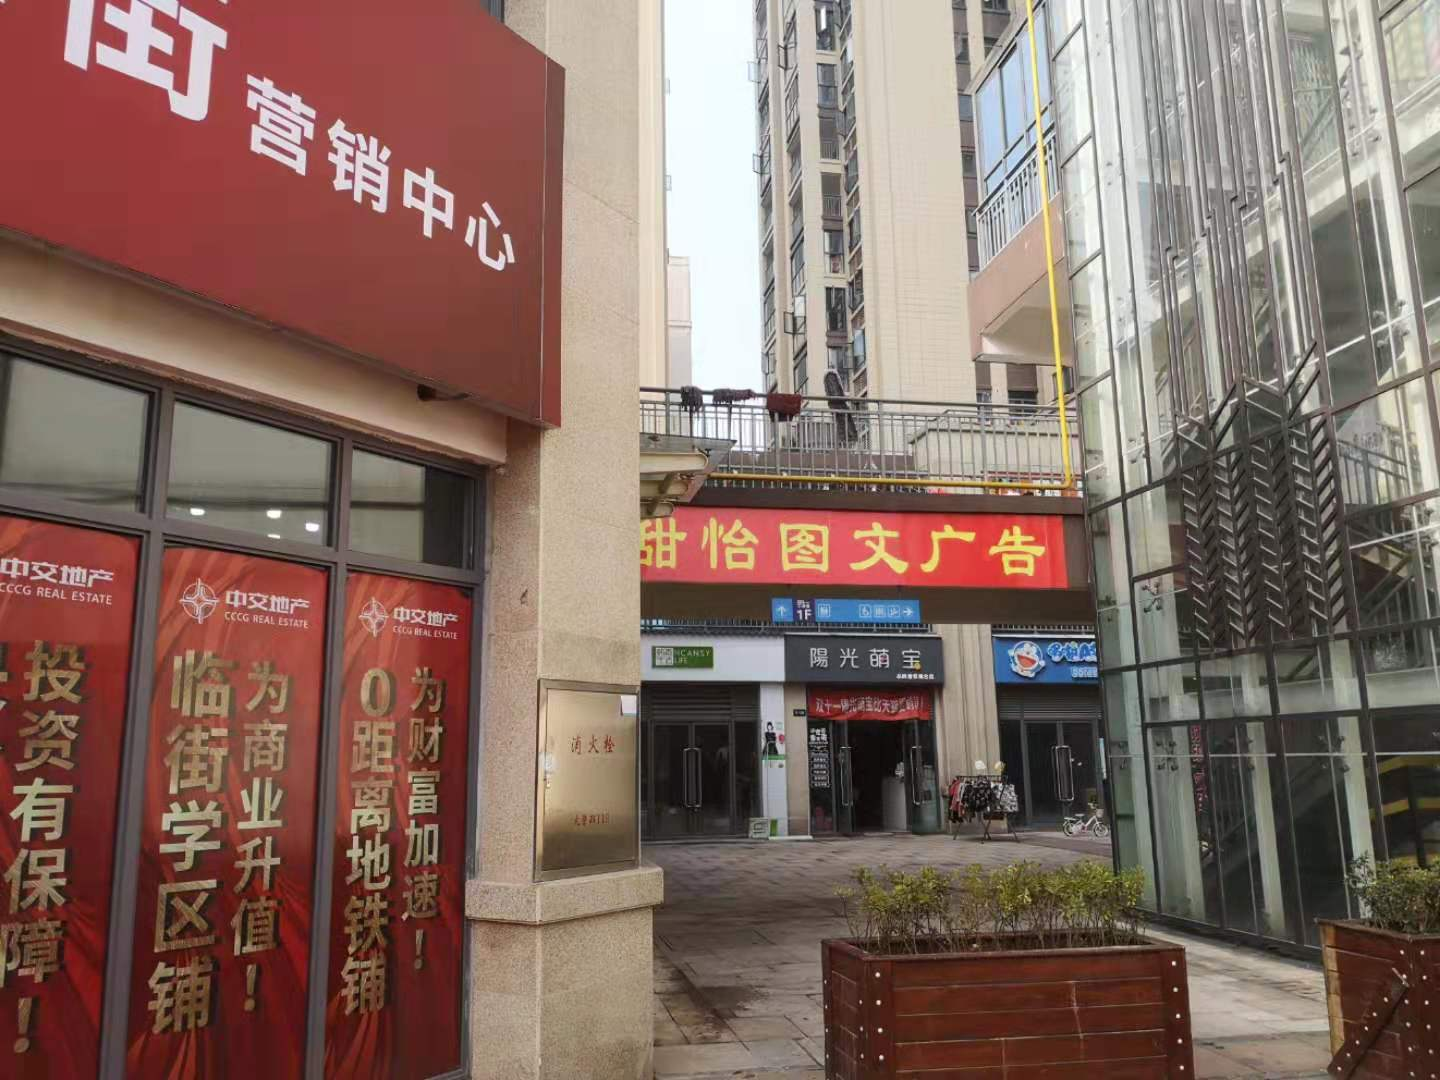 街 营销中心
中交地产
CCCG REAL ESTATE
投资有保障!
中交地产
CCCG REAL ESTATE
为商业升值!
临街学区铺
中交地产
CCCG REAL ESTATE
为财富加速!
0距离地铁铺
消火栓
甜怡图文广告
1F
NCANSY
LIFE
陽光萌宝